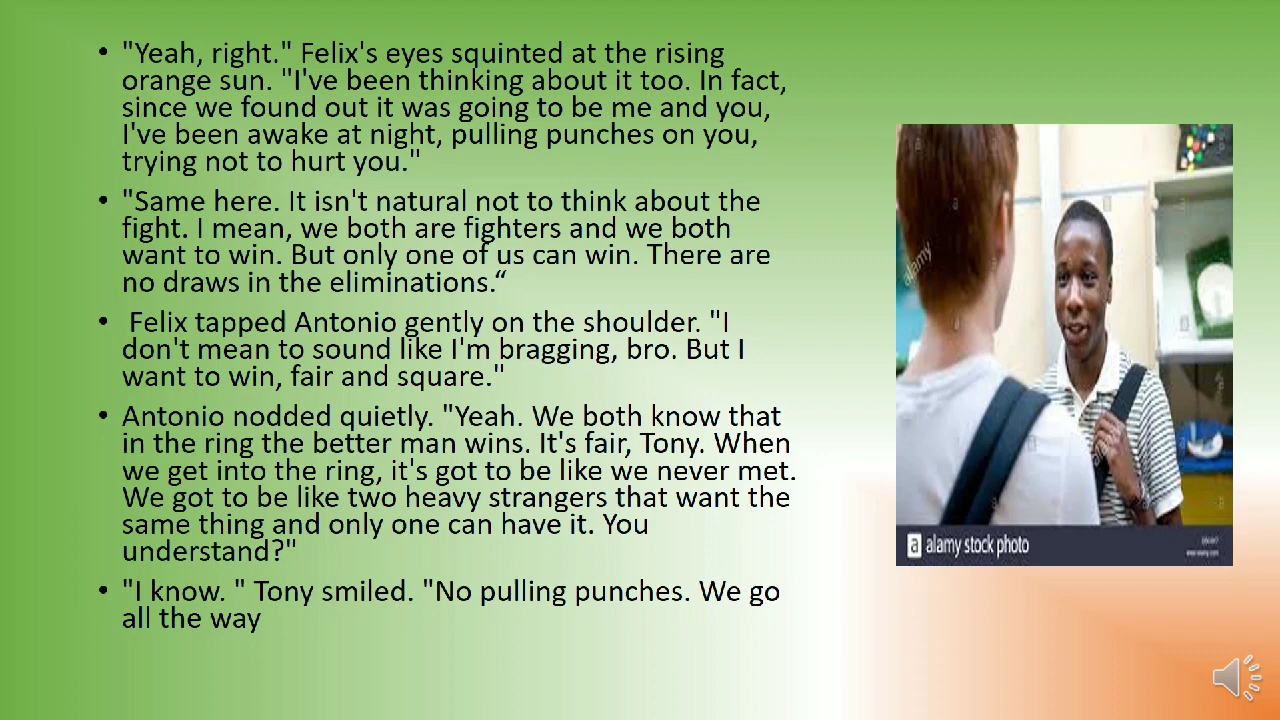 • "Yeah, right." Felix's eyes squinted at the rising
orange sun. "I've been thinking about it too. In fact,
since we found out it was going to be me and you,
I've been awake at night, pulling punches on you,
trying not to hurt you."
• "Same here. It isn't natural not to think about the
fight. I mean, we both are fighters and we both
want to win. But only one of us can win. There are
no draws in the eliminations.“
• Felix tapped Antonio gently on the shoulder. "I
don't mean to sound like I'm bragging, bro. But I
want to win, fair and square."
• Antonio nodded quietly. "Yeah. We both know that
in the ring the better man wins. It's fair, Tony. When
we get into the ring, it's got to be like we never met.
We got to be like two heavy strangers that want the
same thing and only one can have it. You
understand?"
• "I know. " Tony smiled. "No pulling punches. We go
all the way
alamy
a alamy stock photo